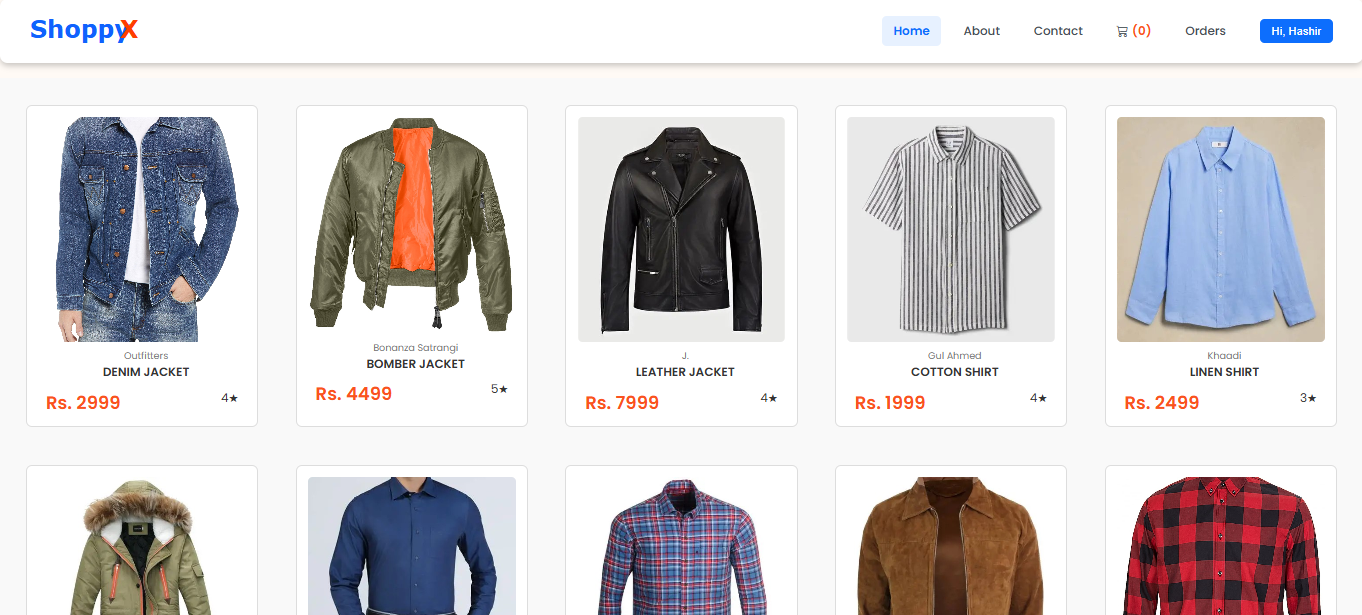 ShoppyX
Home
About
Contact
(0)
Orders
Hi, Hashir
Outfitters
DENIM JACKET
Rs. 2999
4★
Bonanza Satrangi
BOMBER JACKET
Rs. 4499
5★
J.
LEATHER JACKET
Rs. 7999
4★
Gul Ahmed
COTTON SHIRT
Rs. 1999
4★
Khaadi
LINEN SHIRT
Rs. 2499
3★